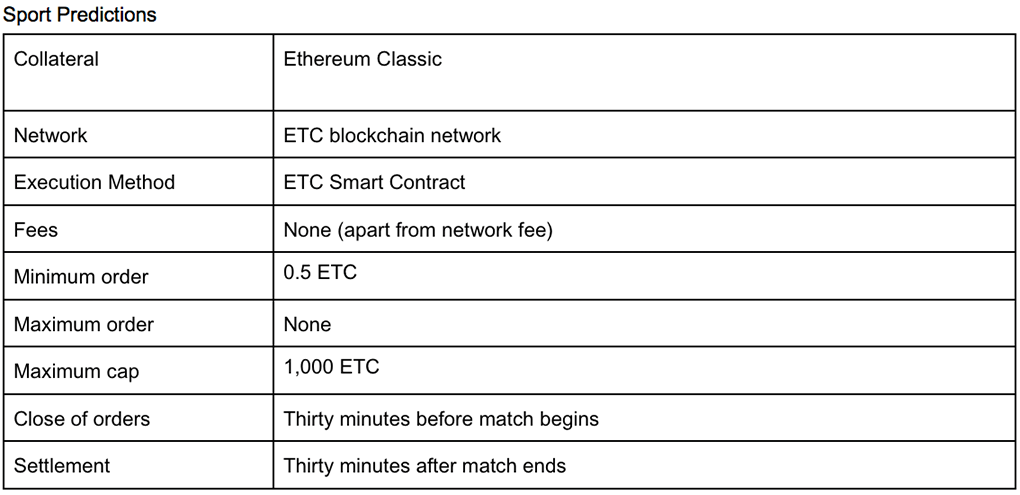 Sport Predictions
Collateral Ethereum Classic
Network ETC blockchain network
Execution Method ETC Smart Contract
Fees None (apart from network fee)
Minimum order 0.5 ETC
Maximum order None
Maximum cap 1,000 ETC
Close of orders Thirty minutes before match begins
Settlement Thirty minutes after match ends